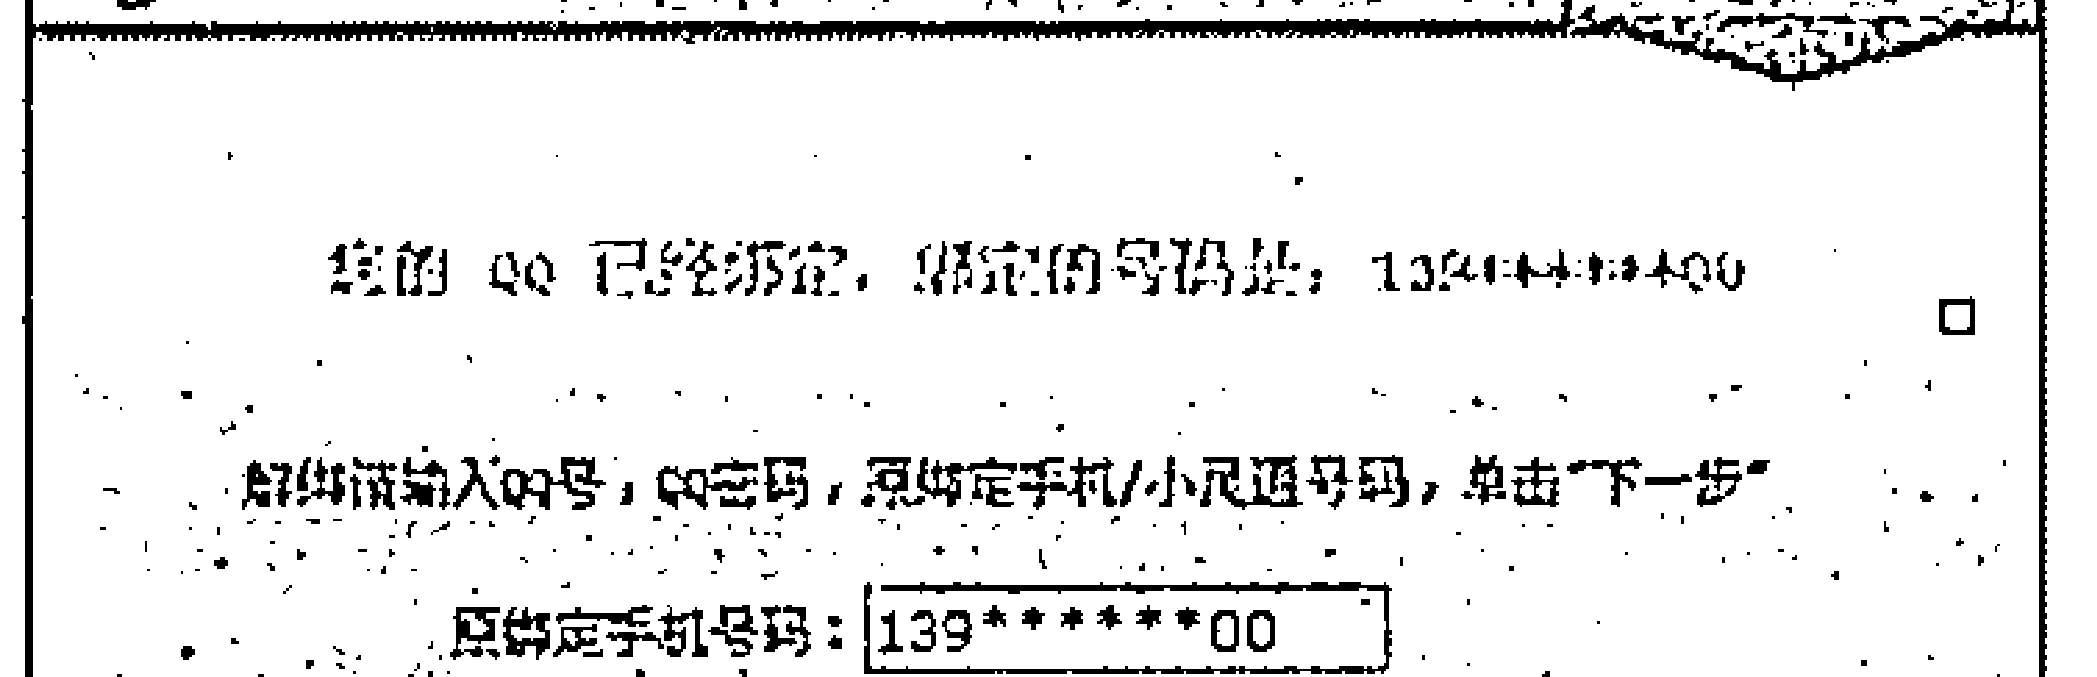 您的 QQ 已经绑定，绑定的号码是：139******00
解绑请输入QQ号，QQ密码，原绑定手机/小灵通号码，单击"下一步"
原绑定手机号码：139******00